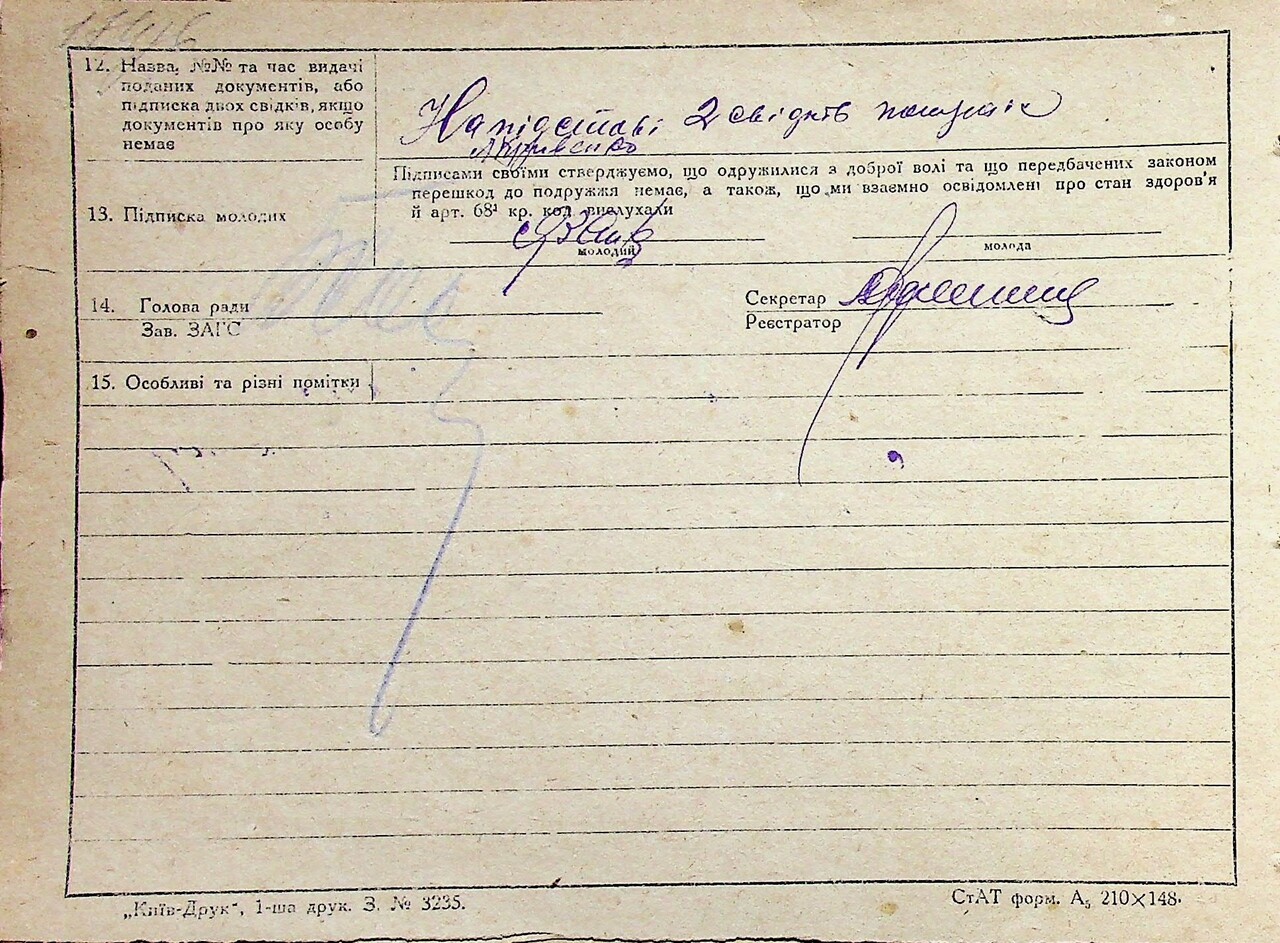 12. Назва, №№ та час видачі
поданих документів, або
підписка двох свідків, якщо
документів про яку особу
немає
На підставі 2 свідків
Підписами своїми стверджуємо, що одружилися з доброї волі та що передбачених законом
перешкод до подружжя немає, а також, що ми взаємно освідомлені про стан здоров'я
й арт. 68¹ кр. код. вислухали
13. Підписка молодих
молодий
молода
14. Голова ради
Зав. ЗАГС
Секретар
Реєстратор
15. Особливі та різні помітки
„Київ-Друк“, 1-ша друк. З. № 3235.
СтАТ форм. А₅ 210×148.